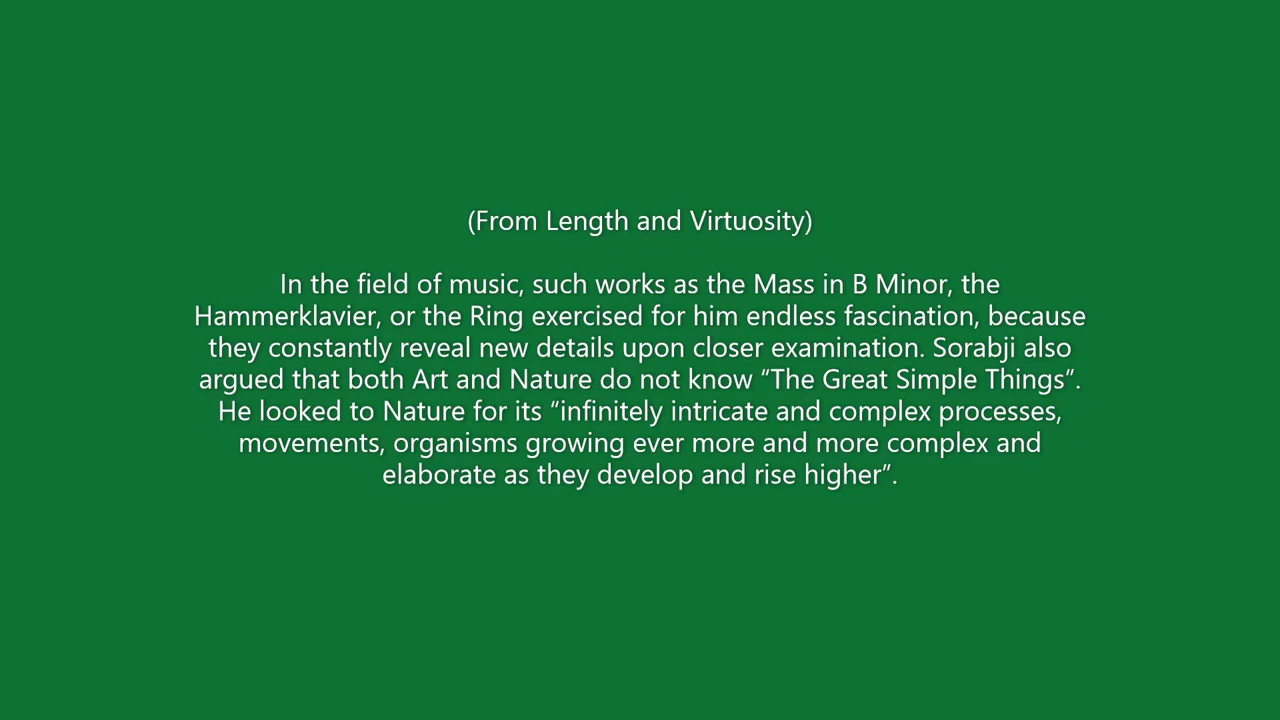 (From Length and Virtuosity)
In the field of music, such works as the Mass in B Minor, the
Hammerklavier, or the Ring exercised for him endless fascination, because
they constantly reveal new details upon closer examination. Sorabji also
argued that both Art and Nature do not know “The Great Simple Things”.
He looked to Nature for its “infinitely intricate and complex processes,
movements, organisms growing ever more and more complex and
elaborate as they develop and rise higher”.